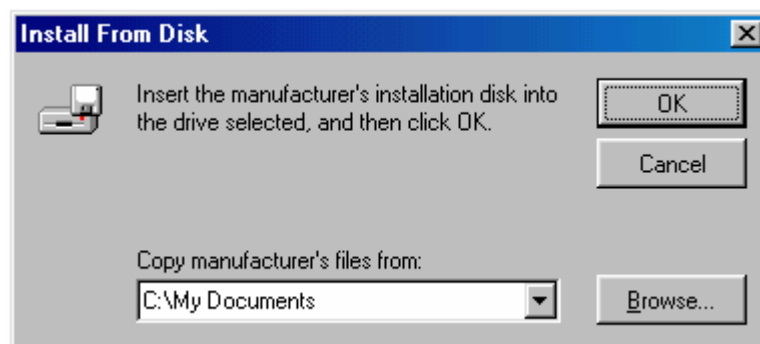 Install From Disk
Insert the manufacturer's installation disk into
the drive selected, and then click OK.
OK
Cancel
Copy manufacturer's files from:
C:\My Documents
Browse...